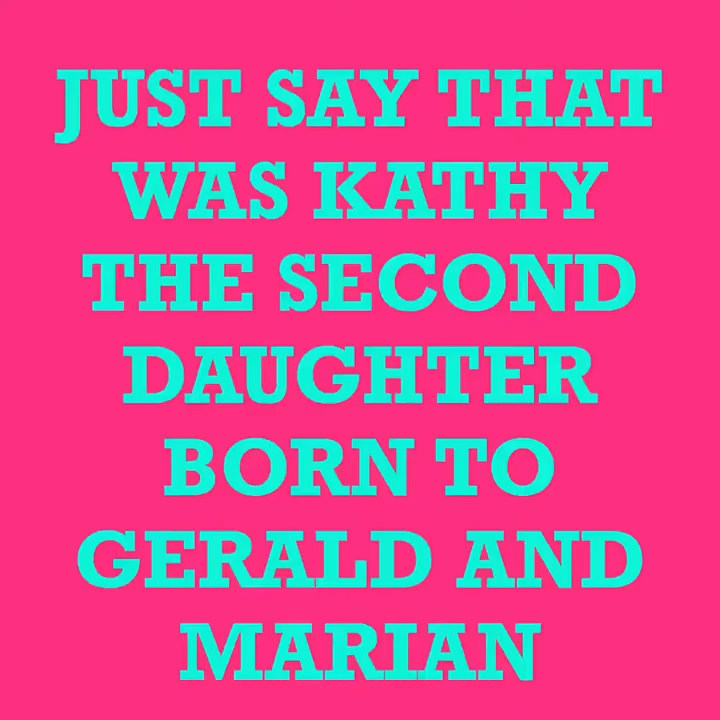 JUST SAY THAT
WAS KATHY
THE SECOND
DAUGHTER
BORN TO
GERALD AND
MARIAN